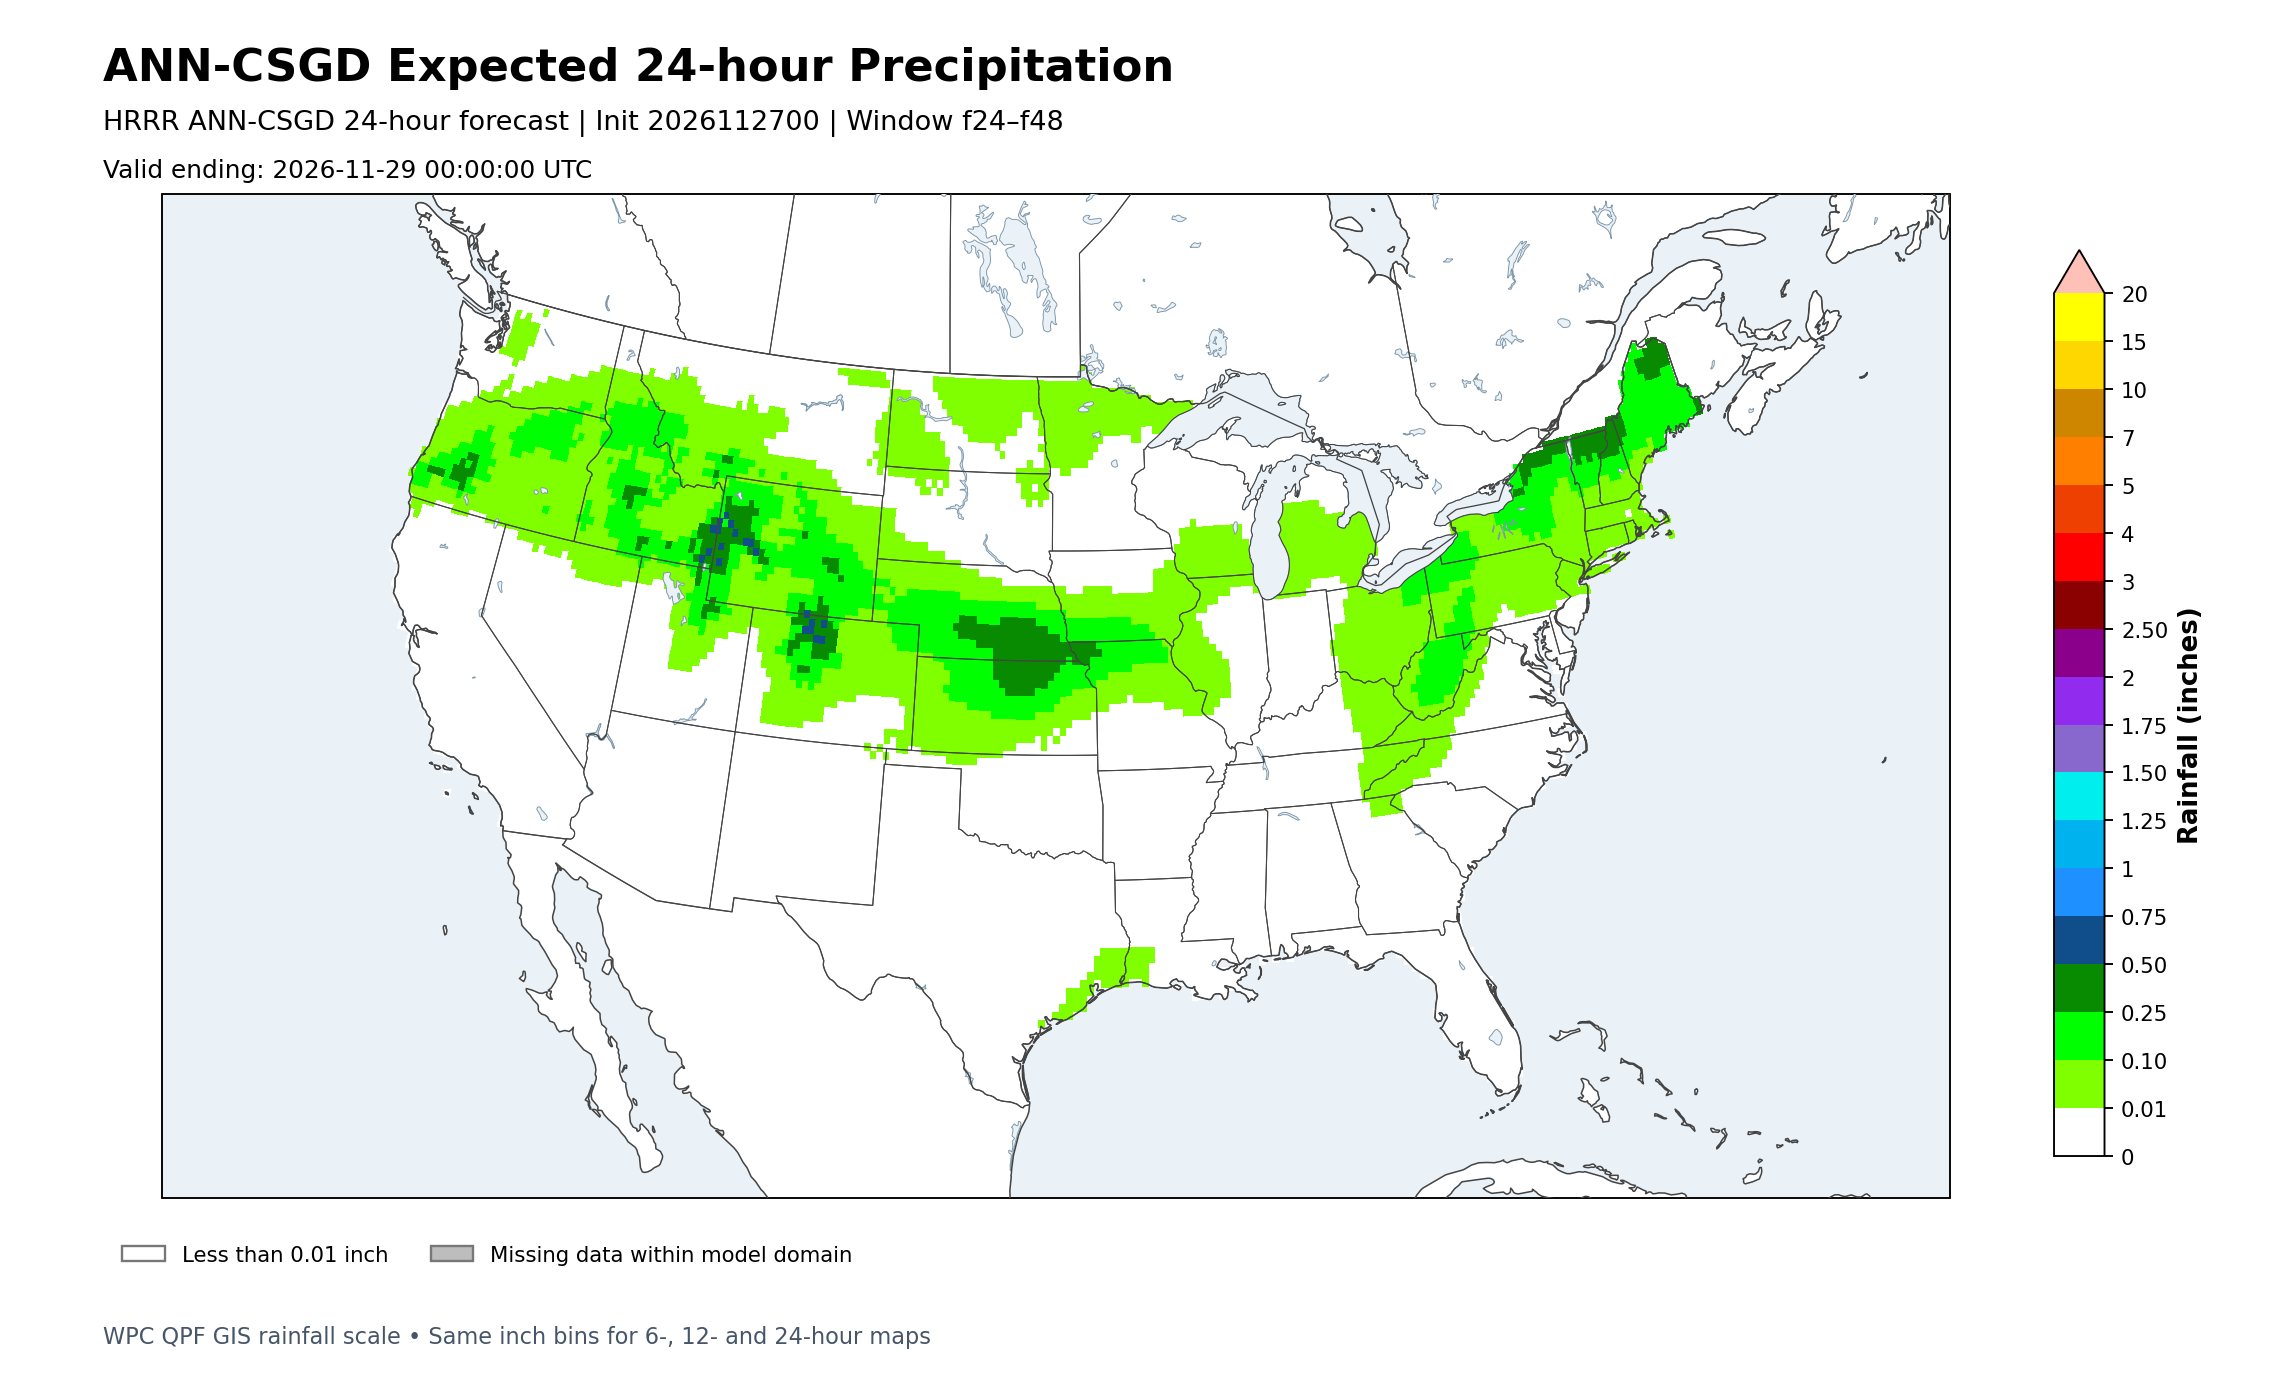 ANN-CSGD Expected 24-hour Precipitation
HRRR ANN-CSGD 24-hour forecast | Init 2026112700 | Window f24–f48
Valid ending: 2026-11-29 00:00:00 UTC
20
15
10
7
5
4
3
2.50
2
1.75
1.50
1.25
1
0.75
0.50
0.25
0.10
0.01
0
Rainfall (inches)
Less than 0.01 inch
Missing data within model domain
WPC QPF GIS rainfall scale • Same inch bins for 6-, 12- and 24-hour maps